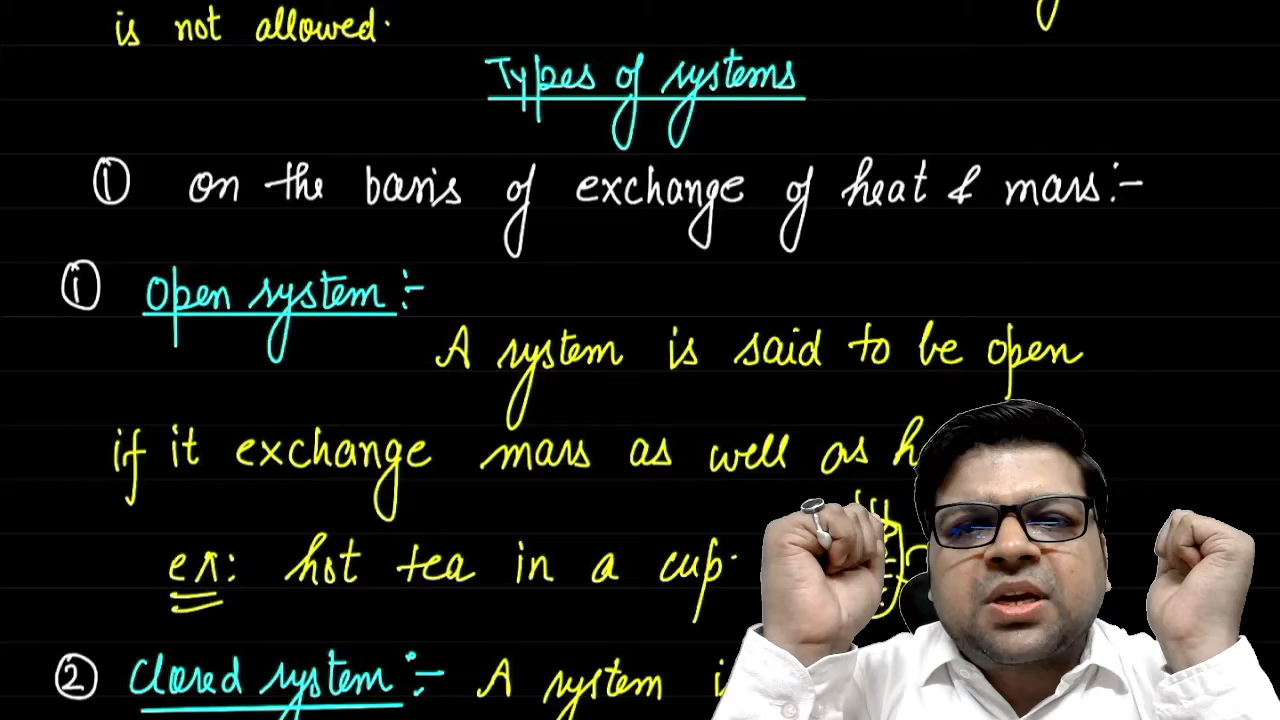 is not allowed.
Types of systems
① on the basis of exchange of heat & mass:-
① Open system :-
A system is said to be open
if it exchange mass as well as
ex: hot tea in a cup.
② Closed system :- A system